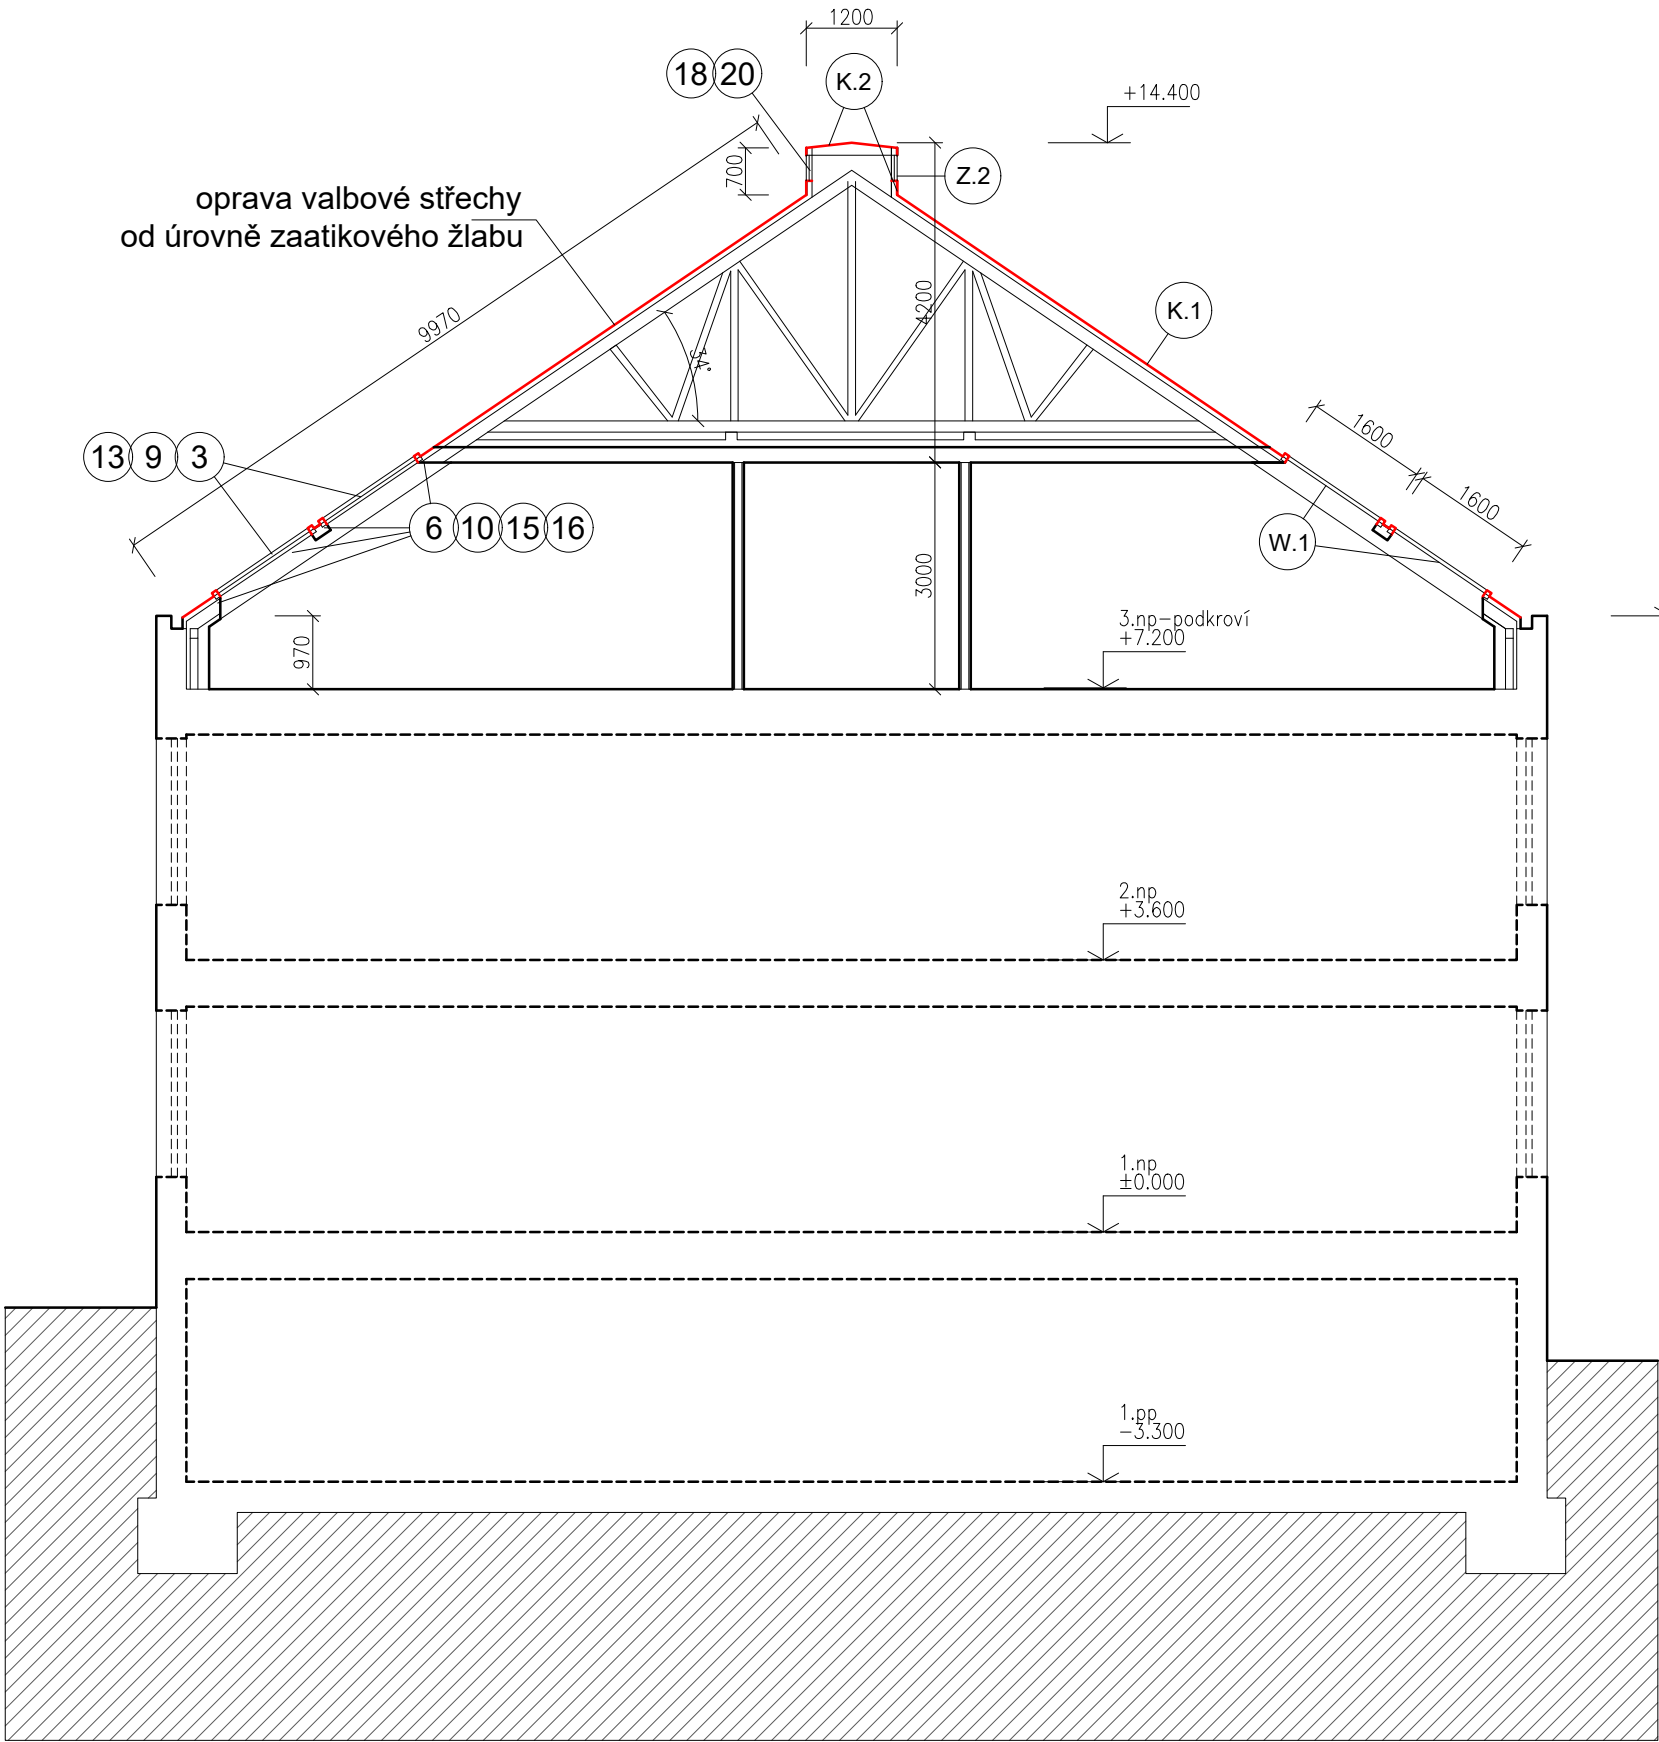 1200
18 20
K.2
+14.400
700
Z.2
oprava valbové střechy
od úrovně zaatikového žlabu
9970
4200
K.1
34°
1600
13 9 3
1600
6 10 15 16
W.1
3000
3.np-podkroví
+7.200
970
2.np
+3.600
1.np
±0.000
1.pp
-3.300